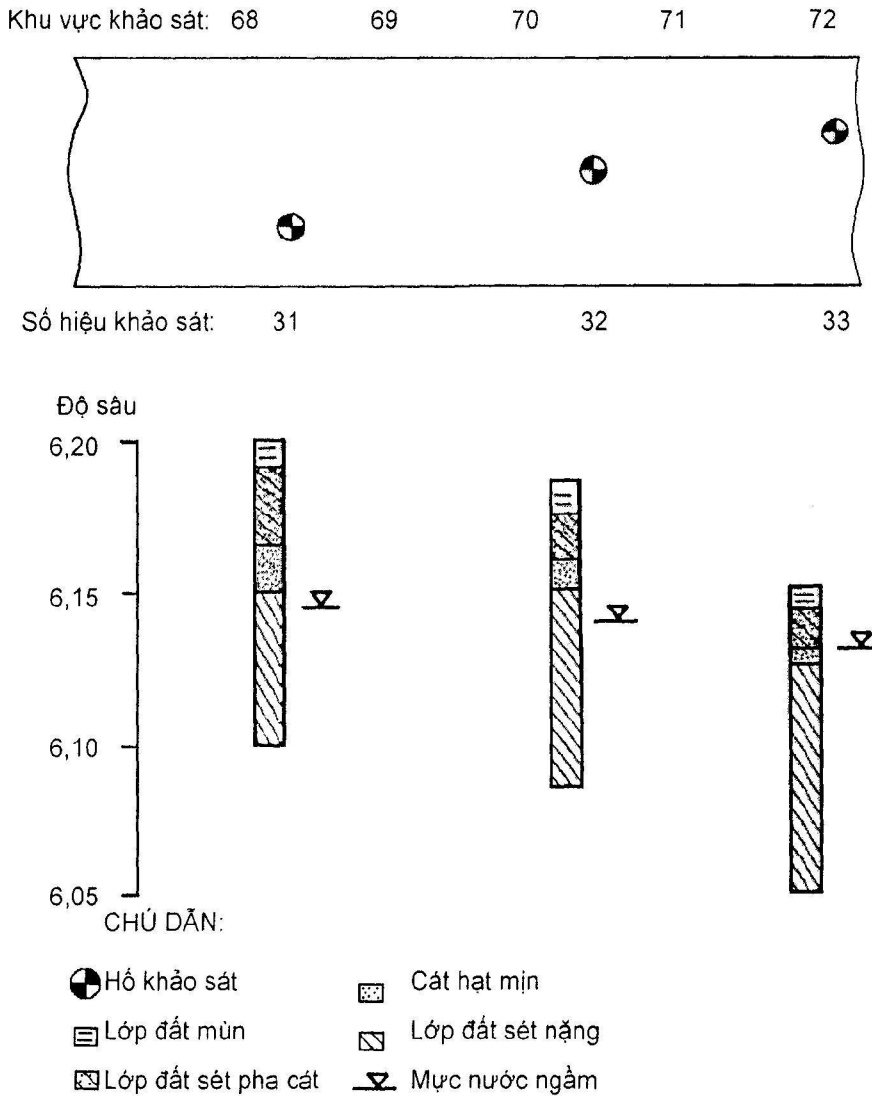 Khu vực khảo sát: 68 69 70 71 72
Số hiệu khảo sát: 31 32 33
Độ sâu
6,20
6,15
6,10
6,05
CHÚ DẪN:
Hố khảo sát Cát hạt mịn
Lớp đất mùn Lớp đất sét nặng
Lớp đất sét pha cát Mực nước ngầm